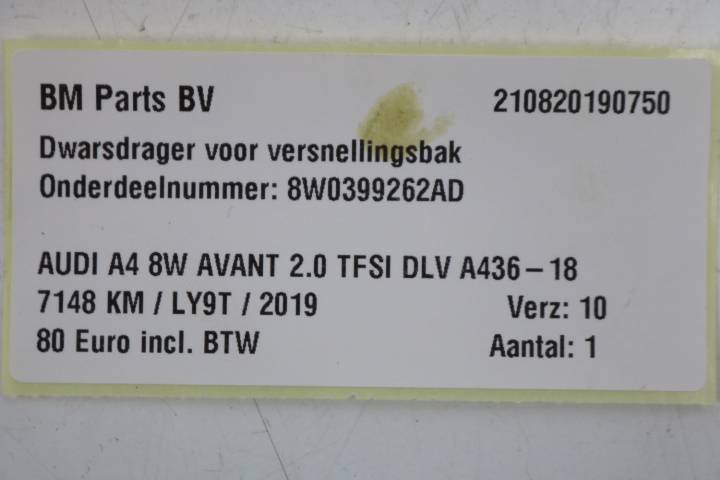 BM Parts BV 210820190750
Dwarsdrager voor versnellingsbak
Onderdeelnummer: 8W0399262AD
AUDI A4 8W AVANT 2.0 TFSI DLV A436-18
7148 KM / LY9T / 2019 Verz: 10
80 Euro incl. BTW Aantal: 1